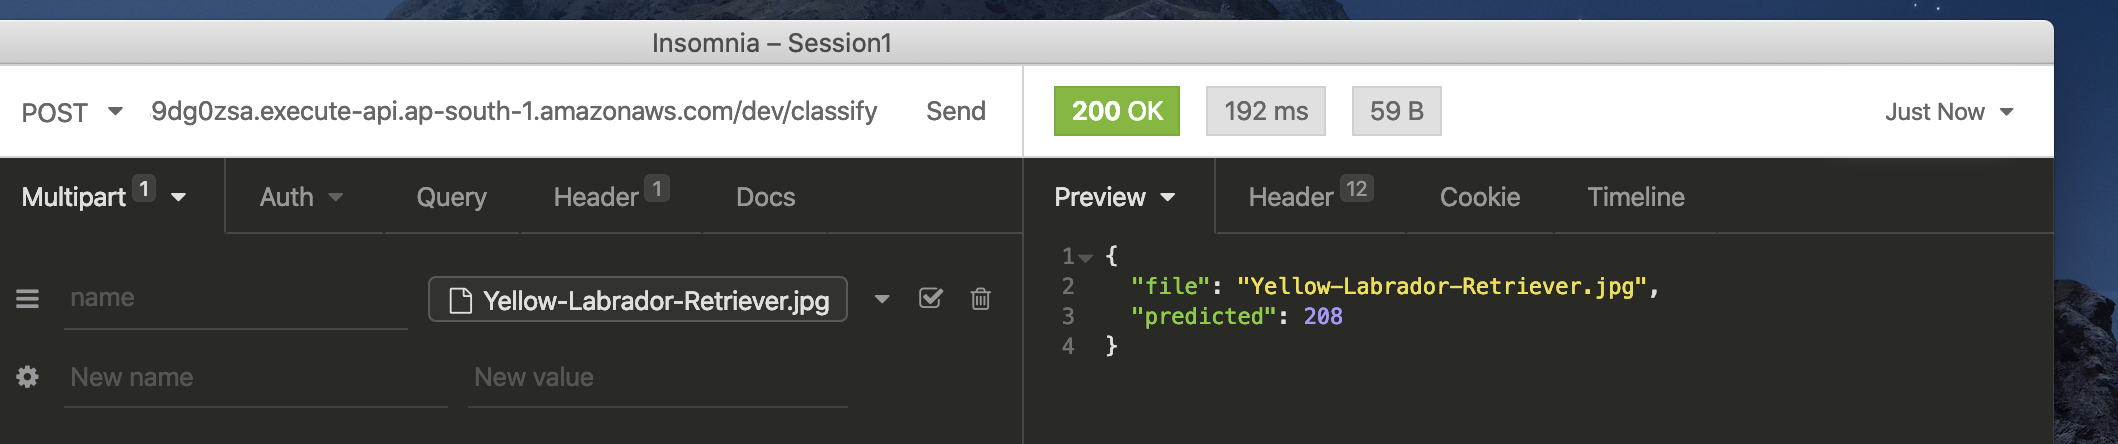 Insomnia – Session1
POST 9dg0zsa.execute-api.ap-south-1.amazonaws.com/dev/classify Send
200 OK 192 ms 59 B Just Now
Multipart 1 Auth Query Header 1 Docs
Preview Header 12 Cookie Timeline
name Yellow-Labrador-Retriever.jpg
New name New value
1 {
2 "file": "Yellow-Labrador-Retriever.jpg",
3 "predicted": 208
4 }